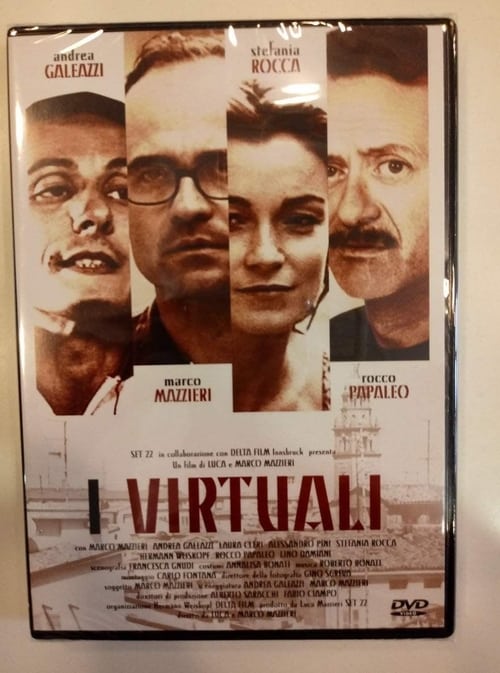 andrea
GALEAZZI
stefania
ROCCA
marco
MAZZIERI
rocco
PAPALEO
SET 22 in collaborazione con DELTA FILM Innsbruck presenta
Un film di LUCA e MARCO MAZZIERI
I VIRTUALI
con MARCO MAZZIERI ANDREA GALEAZZI LAURA CLERI ALESSANDRO PINI STEFANIA ROCCA
HERMANN WEISKOPF ROCCO PAPALEO LINO DAMIANI
scenografia FRANCESCA GNUDI costumi ANNALISA BONATI musica ROBERTO BONATI
montaggio CARLO FONTANA direttore della fotografia GINO
soggetto MARCO MAZZIERI sceneggiatura ANDREA GALEAZZI MARCO MAZZIERI
direttori di produzione ALBERTO FABIO CIAMPO
organizzazione Hermann Weiskopf DELTA FILM prodotto da Luca Mazzieri SET 22
diretto da LUCA e MARCO MAZZIERI
DVD
VIDEO